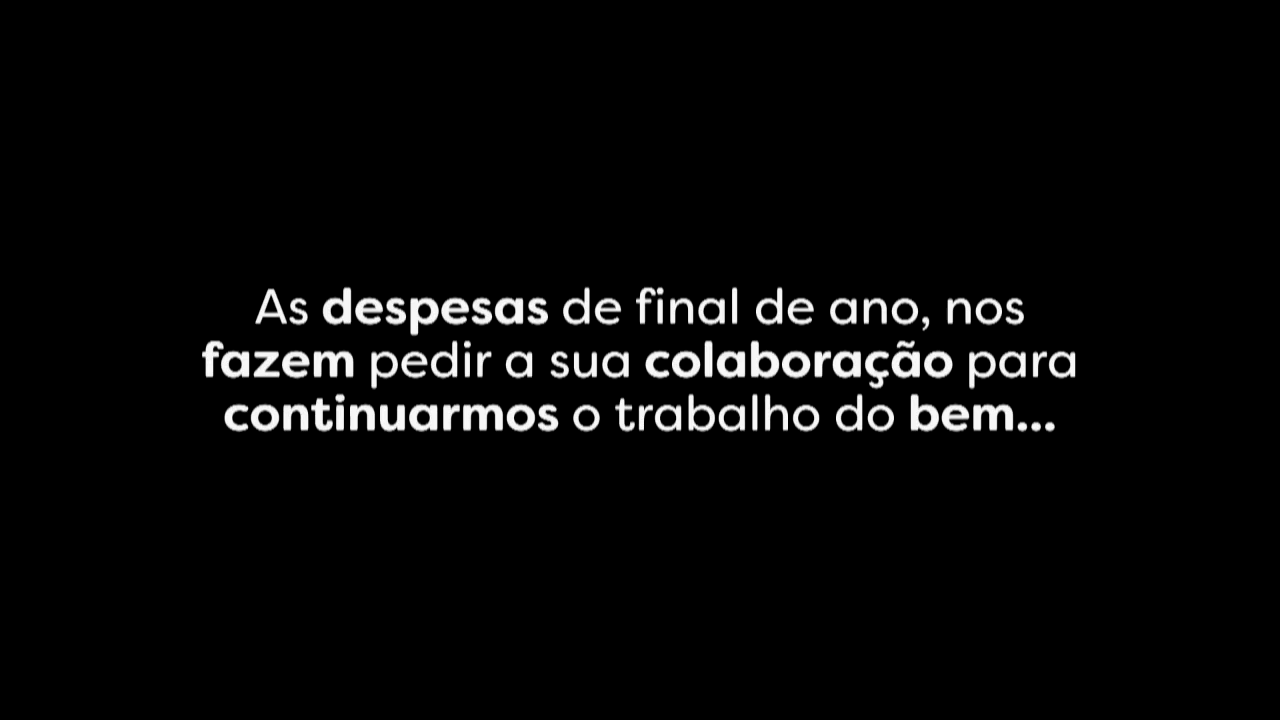 As despesas de final de ano, nos
fazem pedir a sua colaboração para
continuarmos o trabalho do bem...